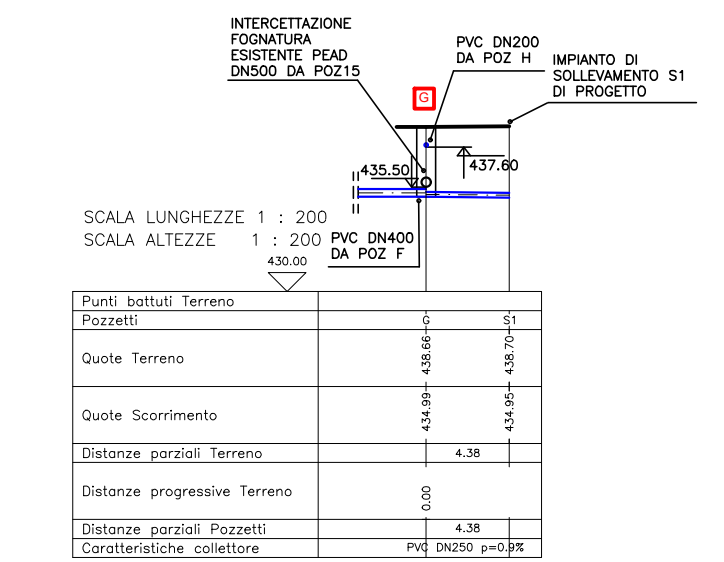 INTERCETTAZIONE
FOGNATURA
ESISTENTE PEAD
DN500 DA POZ15
PVC DN200
DA POZ H
IMPIANTO DI
SOLLEVAMENTO S1
DI PROGETTO
G
435.50
437.60
SCALA LUNGHEZZE 1 : 200
SCALA ALTEZZE 1 : 200
PVC DN400
DA POZ F
430.00
Punti battuti Terreno
Pozzetti G S1
Quote Terreno 438.66 438.70
Quote Scorrimento 434.99 434.95
Distanze parziali Terreno 4.38
Distanze progressive Terreno 0.00
Distanze parziali Pozzetti 4.38
Caratteristiche collettore PVC DN250 p=0.9%